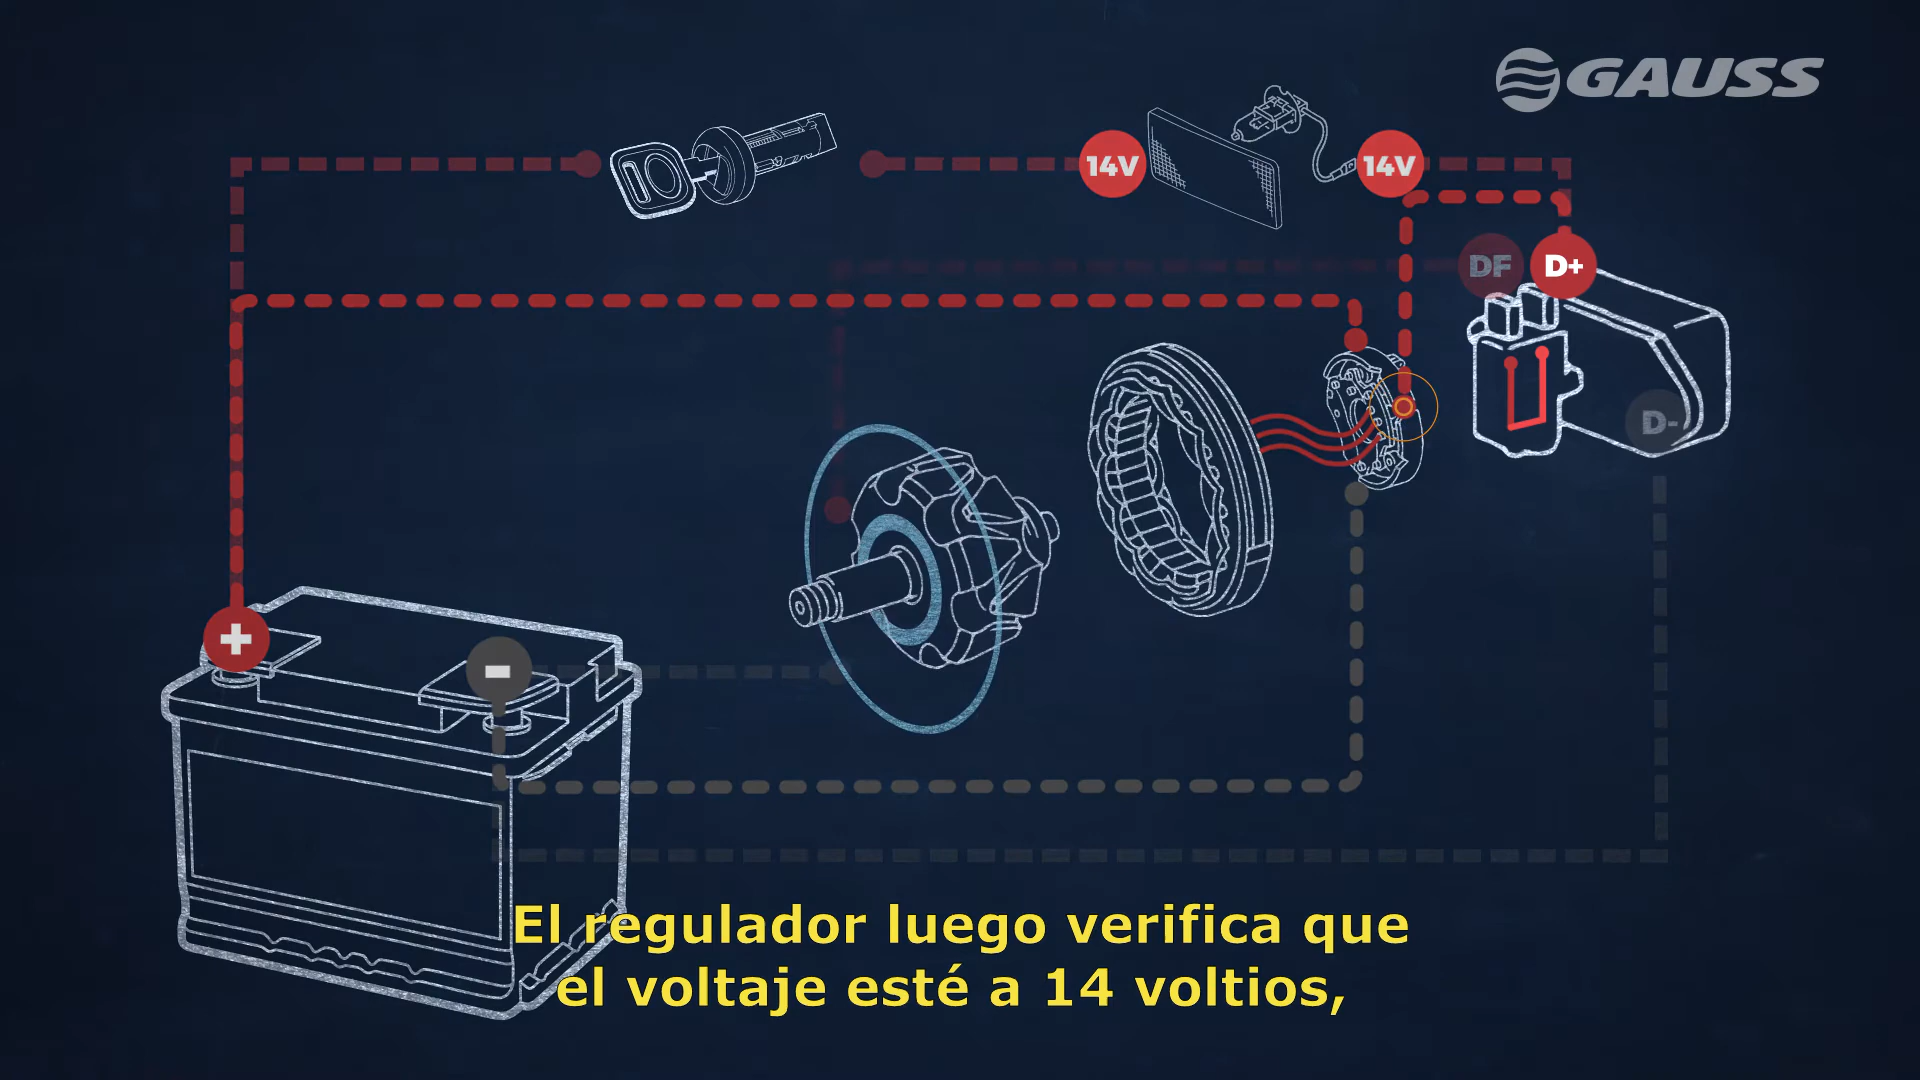 GAUSS
14V
14V
DF
D+
D-
+
-
El regulador luego verifica que
el voltaje esté a 14 voltios,